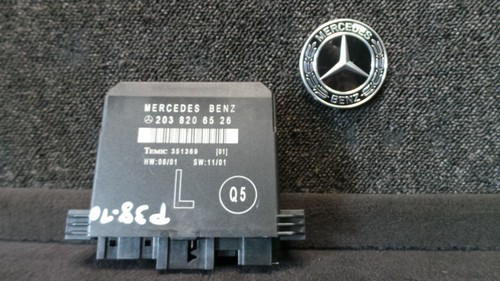 MERCEDES
BENZ
MERCEDES BENZ
203 820 65 26
TEMIC 351369 [01]
HW:08/01 SW:11/01
L
Q5
P38-10